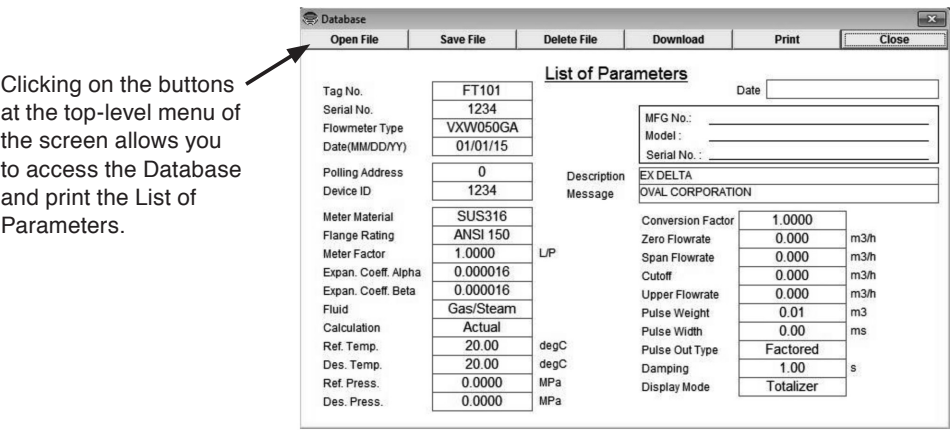 Database
Open File Save File Delete File Download Print Close
Clicking on the buttons
at the top-level menu of
the screen allows you
to access the Database
and print the List of
Parameters.
List of Parameters
Tag No. FT101
Serial No. 1234
Flowmeter Type VXW050GA
Date(MM/DD/YY) 01/01/15
Date
MFG No.:
Model :
Serial No. :
Polling Address 0
Device ID 1234
Description EX DELTA
Message OVAL CORPORATION
Meter Material SUS316
Flange Rating ANSI 150
Meter Factor 1.0000 L/P
Expan. Coeff. Alpha 0.000016
Expan. Coeff. Beta 0.000016
Fluid Gas/Steam
Calculation Actual
Ref. Temp. 20.00 degC
Des. Temp. 20.00 degC
Ref. Press. 0.0000 MPa
Des. Press. 0.0000 MPa
Conversion Factor 1.0000
Zero Flowrate 0.000 m3/h
Span Flowrate 0.000 m3/h
Cutoff 0.000 m3/h
Upper Flowrate 0.000 m3/h
Pulse Weight 0.01 m3
Pulse Width 0.00 ms
Pulse Out Type Factored
Damping 1.00 s
Display Mode Totalizer